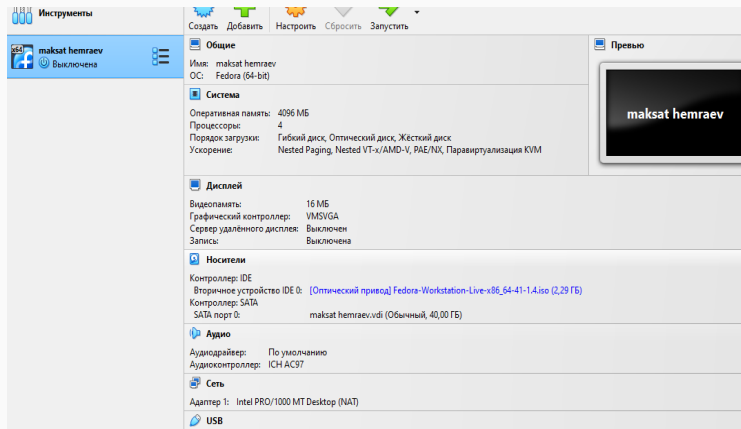 Инструменты
Создать Добавить Настроить Сбросить Запустить
x64
maksat hemraev
Выключена
Общие
Имя: maksat hemraev
ОС: Fedora (64-bit)
Превью
maksat hemraev
Система
Оперативная память: 4096 МБ
Процессоры: 4
Порядок загрузки: Гибкий диск, Оптический диск, Жёсткий диск
Ускорение: Nested Paging, Nested VT-x/AMD-V, PAE/NX, Паравиртуализация KVM
Дисплей
Видеопамять: 16 МБ
Графический контроллер: VMSVGA
Сервер удалённого дисплея: Выключен
Запись: Выключена
Носители
Контроллер: IDE
Вторичное устройство IDE 0: [Оптический привод] Fedora-Workstation-Live-x86_64-41-1.4.iso (2,29 ГБ)
Контроллер: SATA
SATA порт 0: maksat hemraev.vdi (Обычный, 40,00 ГБ)
Аудио
Аудиодрайвер: По умолчанию
Аудиоконтроллер: ICH AC97
Сеть
Адаптер 1: Intel PRO/1000 MT Desktop (NAT)
USB